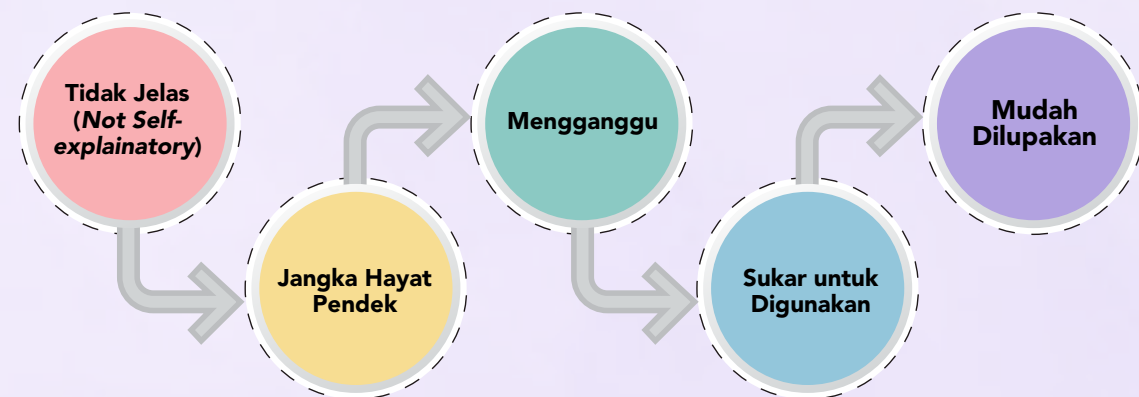 Tidak Jelas
(Not Self-
explainatory)
Jangka Hayat
Pendek
Mengganggu
Sukar untuk
Digunakan
Mudah
Dilupakan